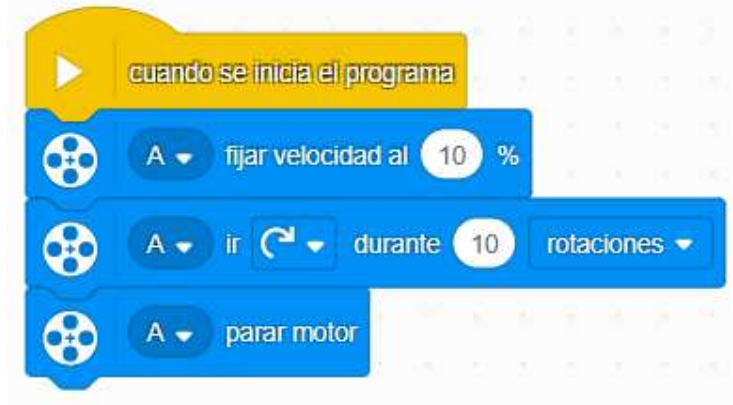 cuando se inicia el programa
A fijar velocidad al 10 %
A ir durante 10 rotaciones
A parar motor